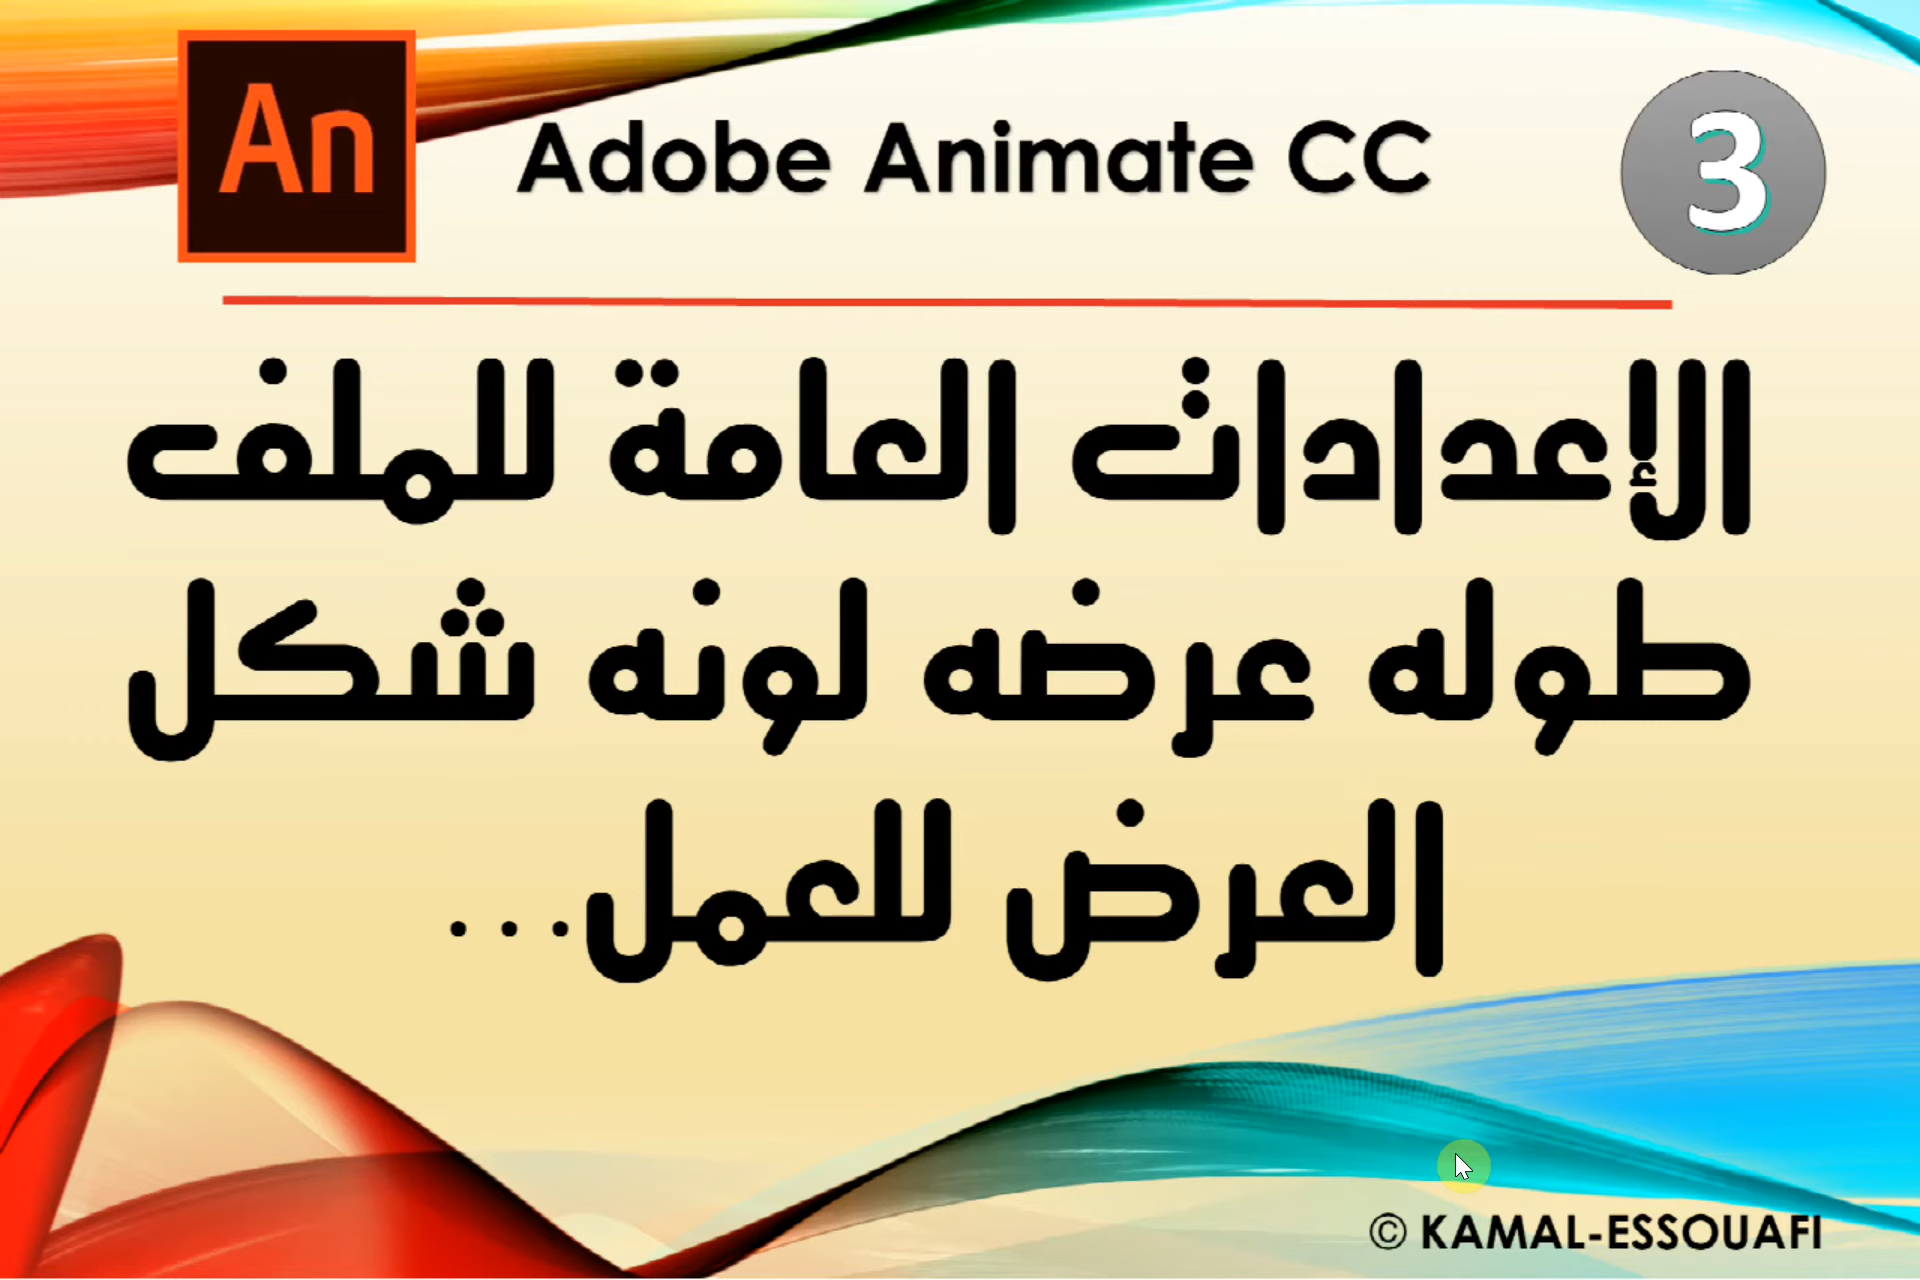 An
Adobe Animate CC
3
الإعدادات العامة للملف
طوله عرضه لونه شكل
العرض للعمل...
© KAMAL-ESSOUAFI